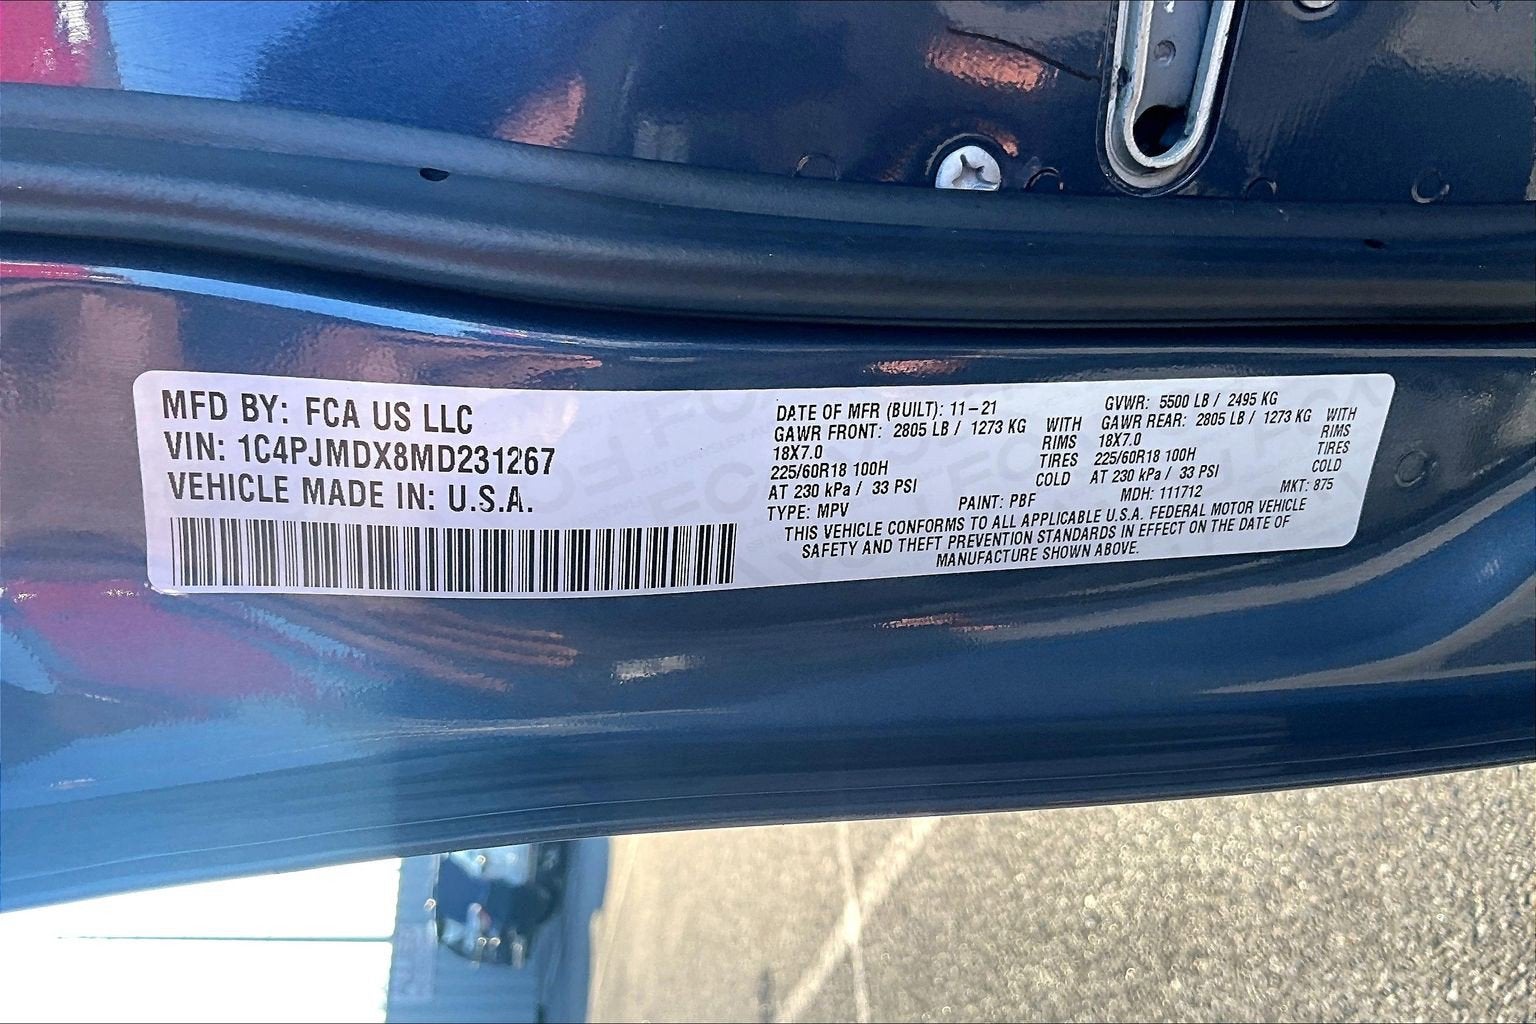 MFD BY: FCA US LLC
VIN: 1C4PJMDX8MD231267
VEHICLE MADE IN: U.S.A.
DATE OF MFR (BUILT): 11-21
GAWR FRONT: 2805 LB / 1273 KG WITH
18X7.0 RIMS
225/60R18 100H TIRES
AT 230 kPa / 33 PSI COLD
TYPE: MPV
GVWR: 5500 LB / 2495 KG
GAWR REAR: 2805 LB / 1273 KG WITH
18X7.0 RIMS
225/60R18 100H TIRES
AT 230 kPa / 33 PSI COLD
PAINT: PBF MDH: 111712 MKT: 875
THIS VEHICLE CONFORMS TO ALL APPLICABLE U.S.A. FEDERAL MOTOR VEHICLE
SAFETY AND THEFT PREVENTION STANDARDS IN EFFECT ON THE DATE OF
MANUFACTURE SHOWN ABOVE.